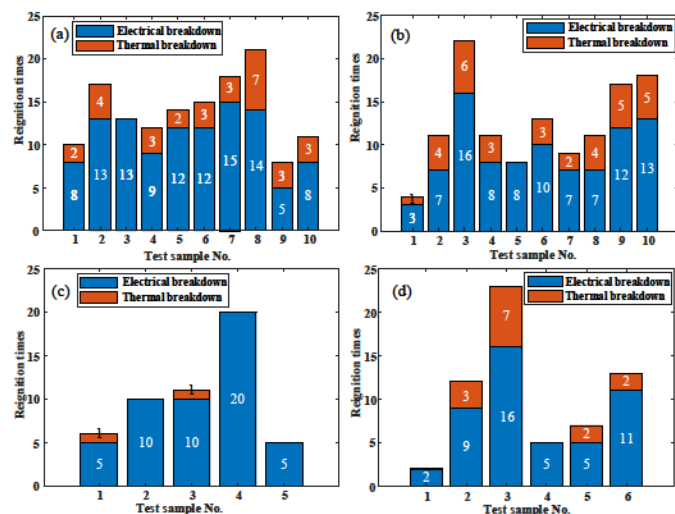 (a)
Electrical breakdown
Thermal breakdown
Reignition times
25
20
15
10
5
0
2 4 3 2 3 3 7 3 3
8 13 13 9 12 12 15 14 5 8
1 2 3 4 5 6 7 8 9 10
Test sample No.
(b)
Electrical breakdown
Thermal breakdown
Reignition times
25
20
15
10
5
0
1 4 6 3 3 2 4 5 5
3 7 16 8 8 10 7 7 12 13
1 2 3 4 5 6 7 8 9 10
Test sample No.
(c)
Electrical breakdown
Thermal breakdown
Reignition times
25
20
15
10
5
0
1 1
5 10 10 20 5
1 2 3 4 5
Test sample No.
(d)
Electrical breakdown
Thermal breakdown
Reignition times
25
20
15
10
5
0
3 7 2 2
2 9 16 5 5 11
1 2 3 4 5 6
Test sample No.